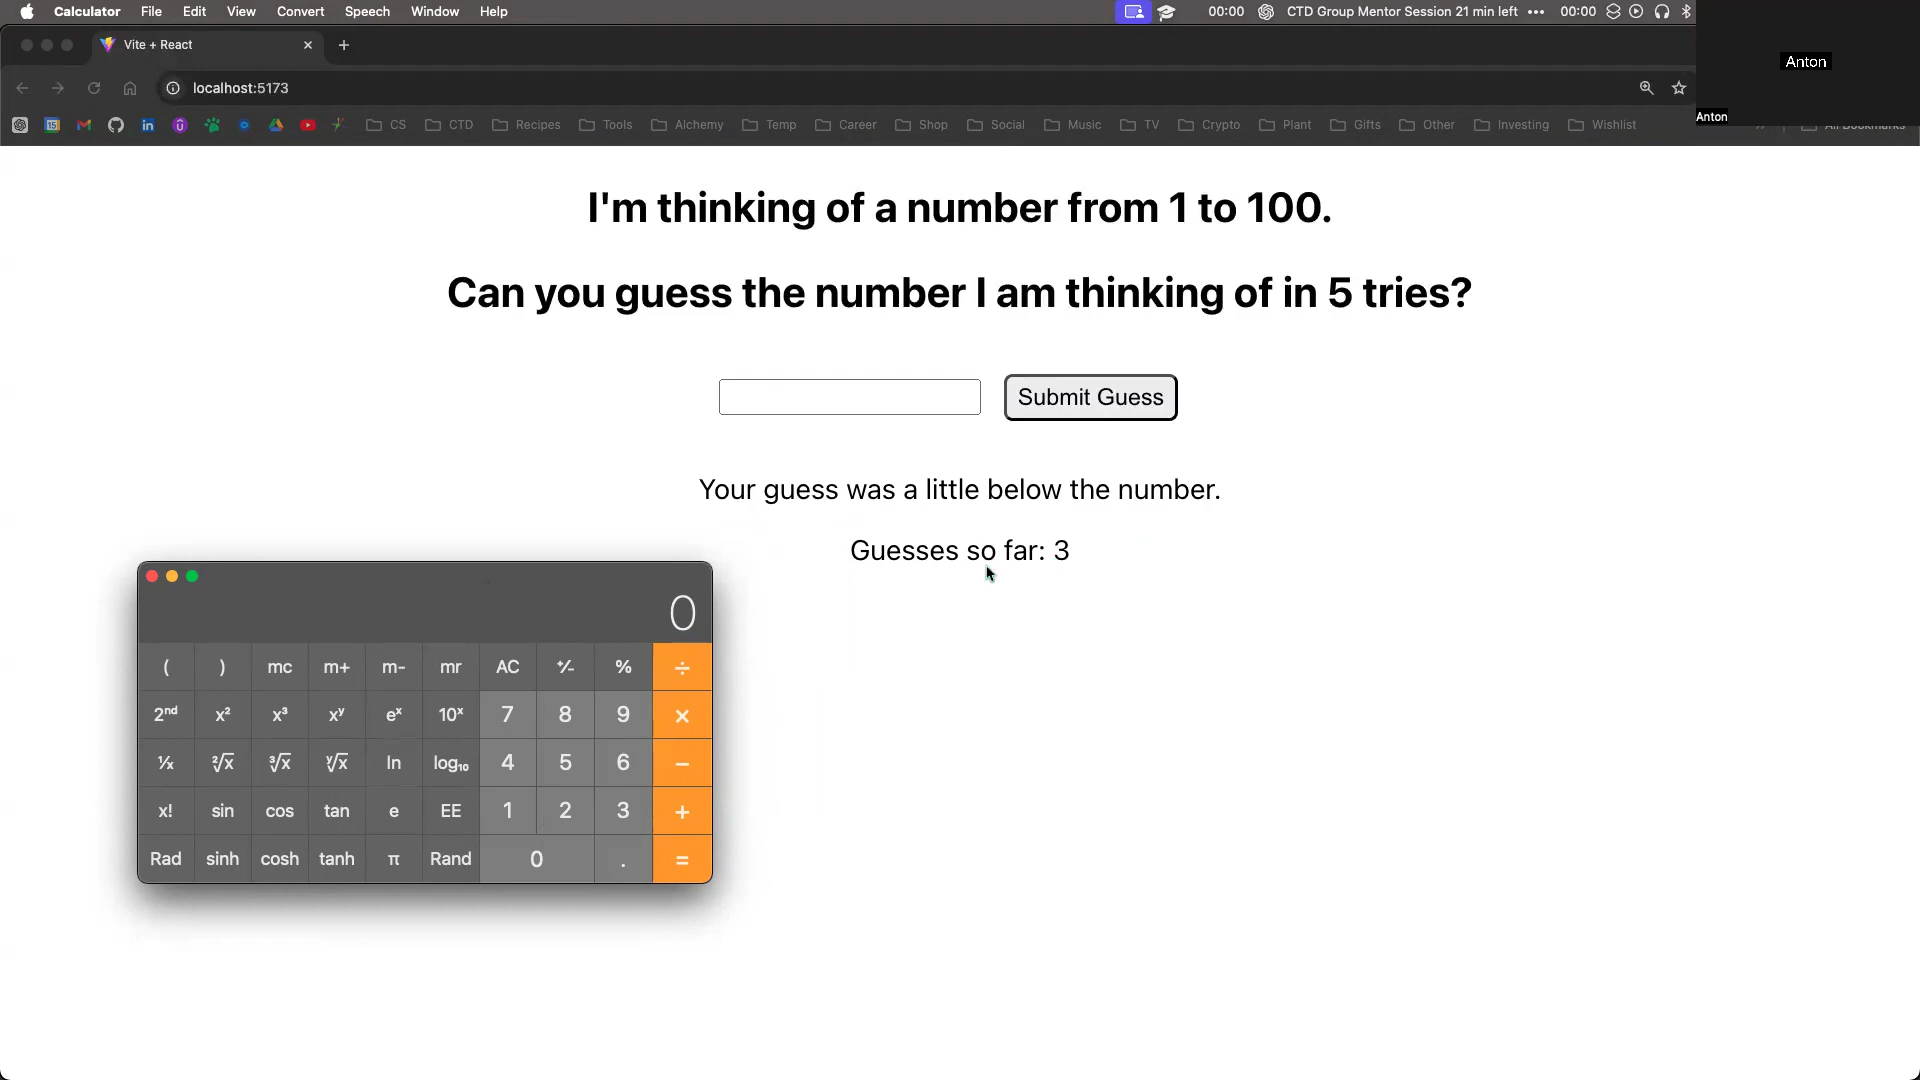 Calculator File Edit View Convert Speech Window Help 00:00 CTD Group Mentor Session 21 min left ••• 00:00
Vite + React
localhost:5173
CS CTD Recipes Tools Alchemy Temp Career Shop Social Music TV Crypto Plant Gifts Other Investing Wishlist All Bookmarks
Anton
Anton
I'm thinking of a number from 1 to 100.
Can you guess the number I am thinking of in 5 tries?
Submit Guess
Your guess was a little below the number.
Guesses so far: 3
0
( ) mc m+ m- mr AC ⁺⁄₋ % ÷
2ⁿᵈ x² x³ xʸ eˣ 10ˣ 7 8 9 ×
¹⁄ₓ ²√x ³√x ʸ√x ln log₁₀ 4 5 6 −
x! sin cos tan e EE 1 2 3 +
Rad sinh cosh tanh π Rand 0 . =